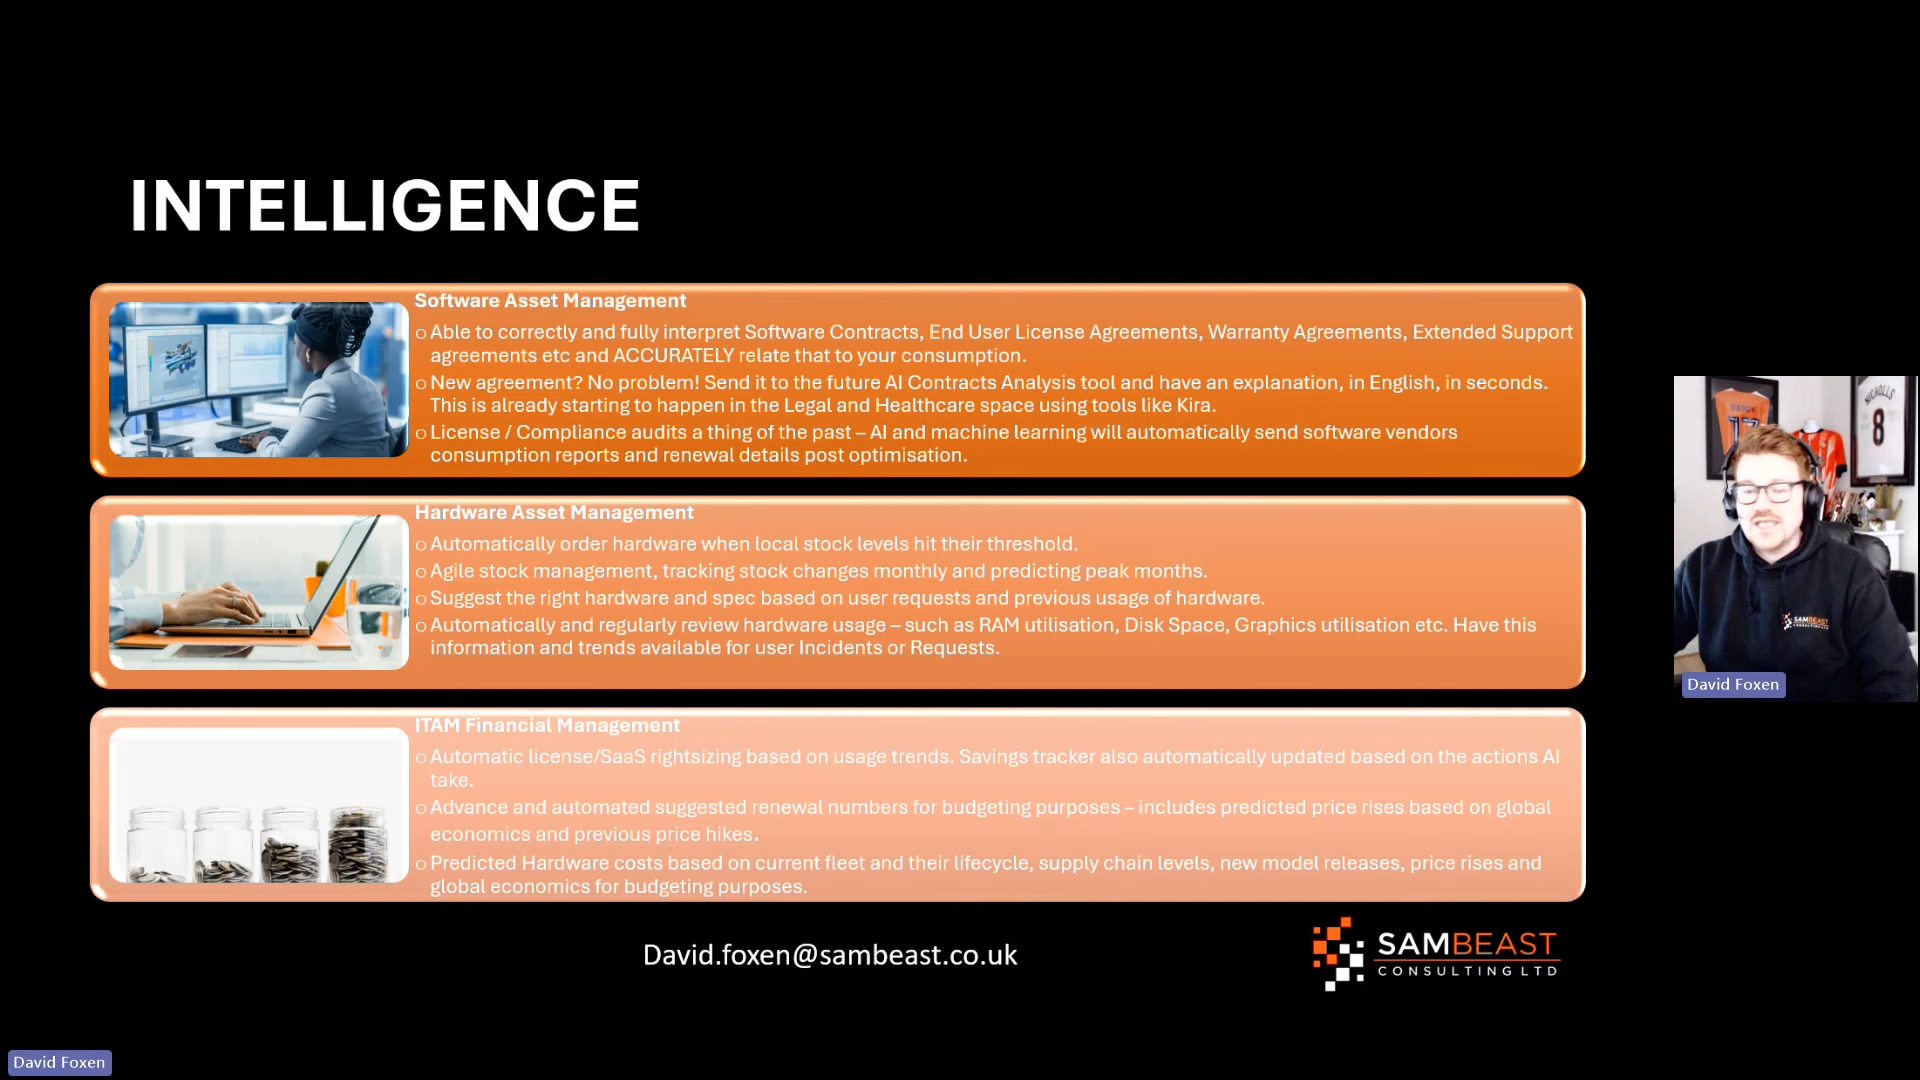 INTELLIGENCE
Software Asset Management
o Able to correctly and fully interpret Software Contracts, End User License Agreements, Warranty Agreements, Extended Support
agreements etc and ACCURATELY relate that to your consumption.
o New agreement? No problem! Send it to the future AI Contracts Analysis tool and have an explanation, in English, in seconds.
This is already starting to happen in the Legal and Healthcare space using tools like Kira.
o License / Compliance audits a thing of the past – AI and machine learning will automatically send software vendors
consumption reports and renewal details post optimisation.
Hardware Asset Management
o Automatically order hardware when local stock levels hit their threshold.
o Agile stock management, tracking stock changes monthly and predicting peak months.
o Suggest the right hardware and spec based on user requests and previous usage of hardware.
o Automatically and regularly review hardware usage – such as RAM utilisation, Disk Space, Graphics utilisation etc. Have this
information and trends available for user Incidents or Requests.
ITAM Financial Management
o Automatic license/SaaS rightsizing based on usage trends. Savings tracker also automatically updated based on the actions AI
take.
o Advance and automated suggested renewal numbers for budgeting purposes – includes predicted price rises based on global
economics and previous price hikes.
o Predicted Hardware costs based on current fleet and their lifecycle, supply chain levels, new model releases, price rises and
global economics for budgeting purposes.
David.foxen@sambeast.co.uk
SAMBEAST
CONSULTING LTD
DADDY
17
NICHOLLS
8
SAMBEAST
CONSULTING LTD
David Foxen
David Foxen